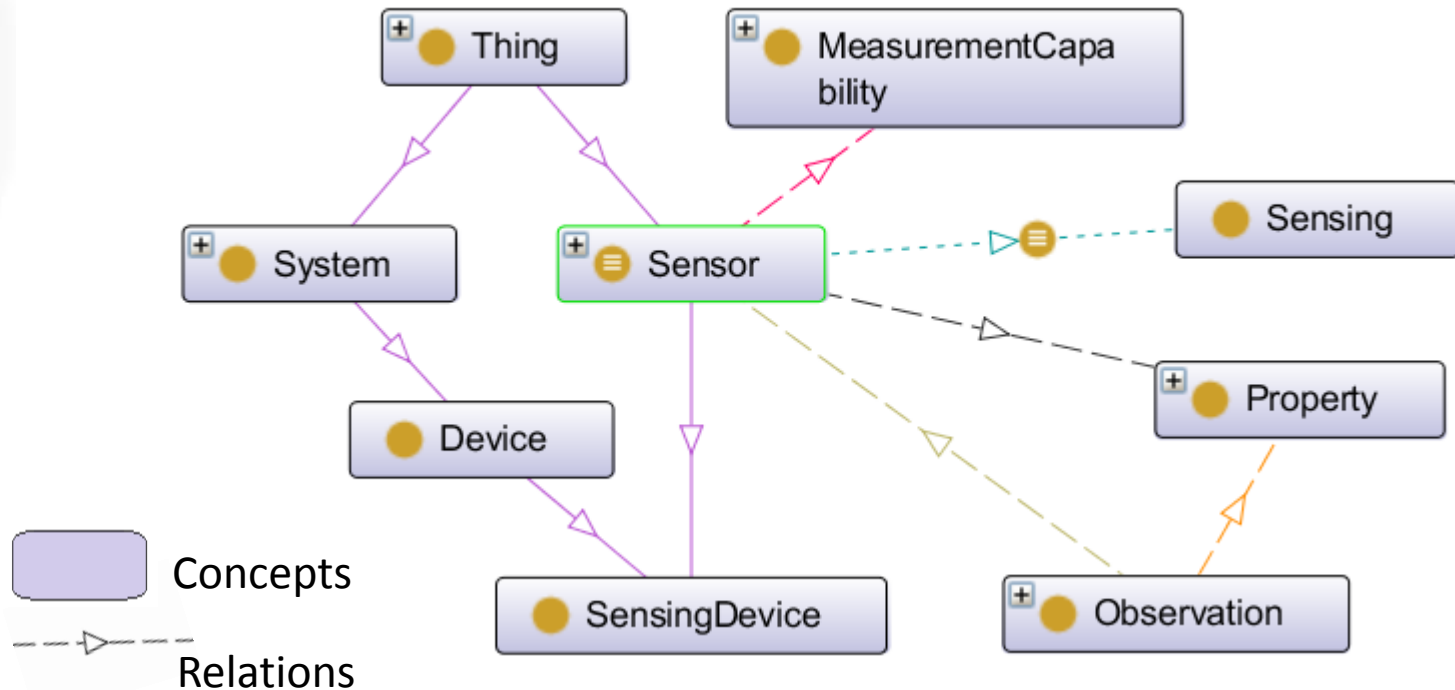 Thing
MeasurementCapa
bility
Sensing
System
Sensor
Property
Device
Concepts
SensingDevice
Observation
Relations